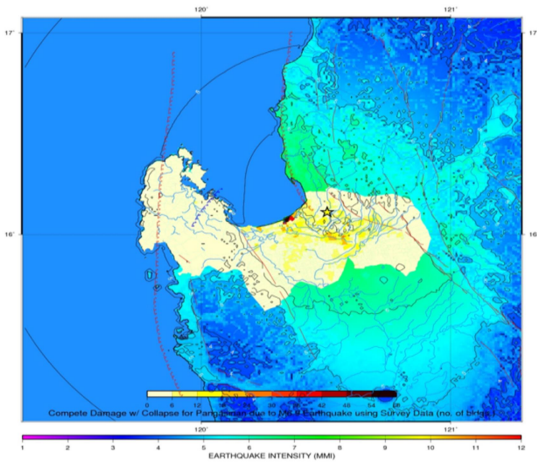 120˚ 121˚
17˚ 17˚
16˚ 16˚
0 6 12
Compete Damage w/ Collapse for Pangasinan due to Earthquake using Survey Data (no. of bldgs.)
120˚ 121˚
1 2 3 4 5 6 7 8 9 10 11 12
EARTHQUAKE INTENSITY (MMI)